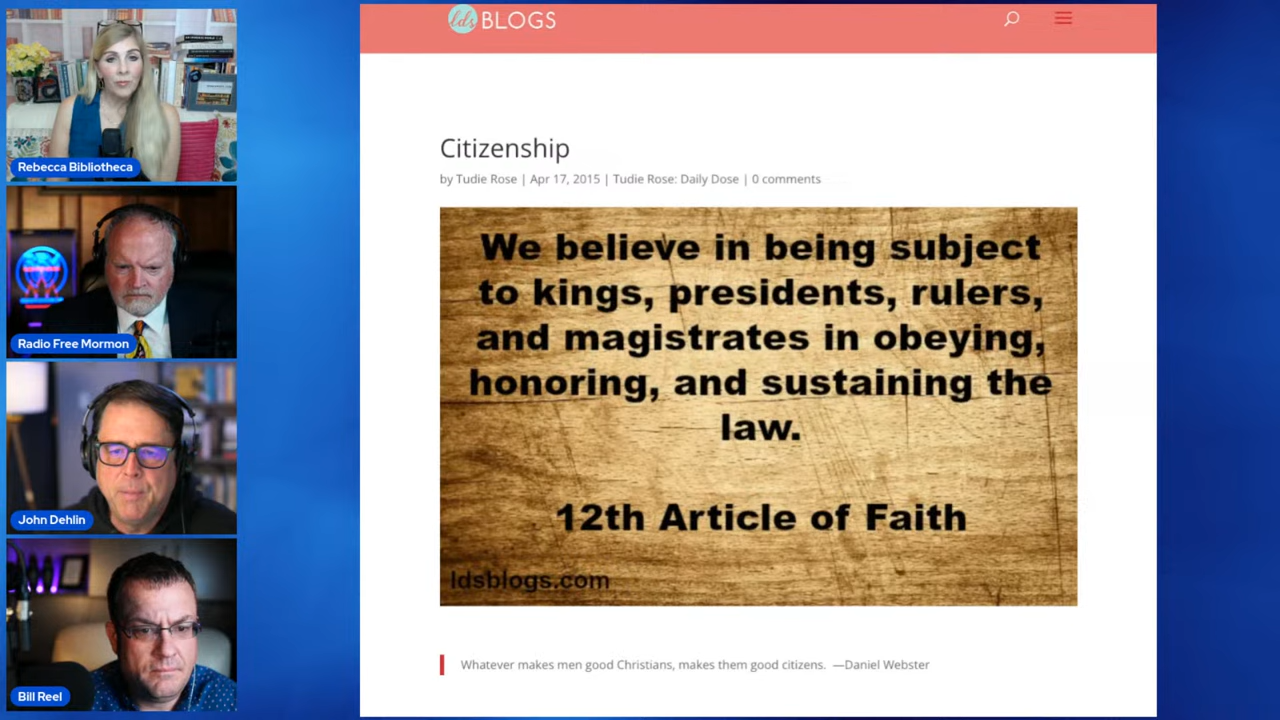 Rebecca Bibliotheca
Radio Free Mormon
John Dehlin
Bill Reel
lds BLOGS
Citizenship
by Tudie Rose | Apr 17, 2015 | Tudie Rose: Daily Dose | 0 comments
We believe in being subject
to kings, presidents, rulers,
and magistrates in obeying,
honoring, and sustaining the
law.
12th Article of Faith
ldsblogs.com
Whatever makes men good Christians, makes them good citizens. —Daniel Webster